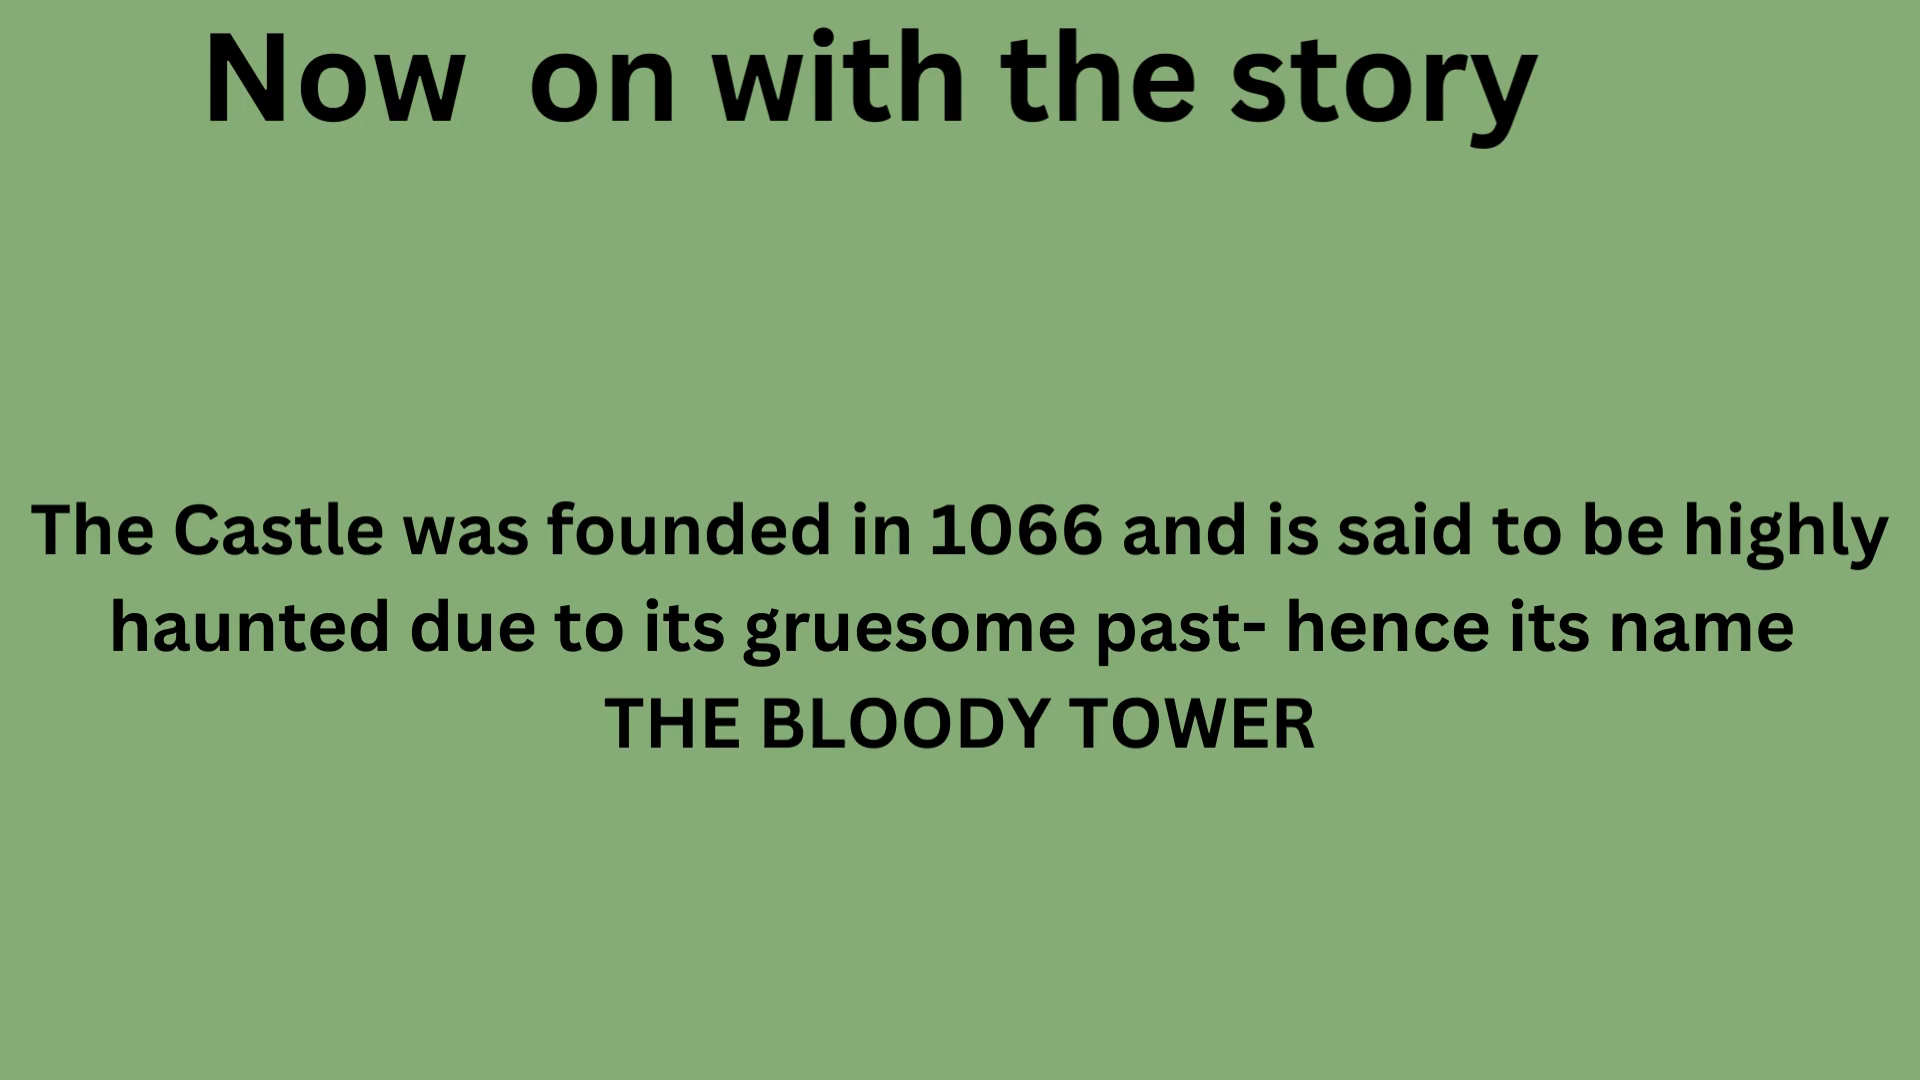 Now  on with the story
The Castle was founded in 1066 and is said to be highly
haunted due to its gruesome past- hence its name
THE BLOODY TOWER